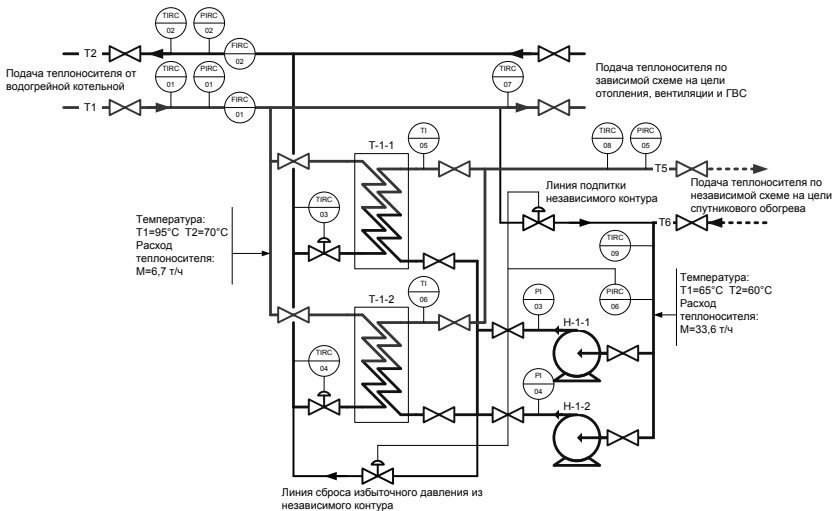 TIRC
02
PIRC
02
FIRC
02
T2
Подача теплоносителя от
водогрейной котельной
TIRC
01
PIRC
01
FIRC
01
T1
TIRC
07
Подача теплоносителя по
зависимой схеме на цели
отопления, вентиляции и ГВС
T-1-1
TI
05
TIRC
08
PIRC
05
T5
Подача теплоносителя по
независимой схеме на цели
спутникового обогрева
Линия подпитки
независимого контура
T6
TIRC
03
Температура:
T1=95°C T2=70°C
Расход
теплоносителя:
M=6,7 т/ч
TIRC
09
T-1-2
TI
06
PI
03
PIRC
06
Температура:
T1=65°C T2=60°C
Расход
теплоносителя:
M=33,6 т/ч
Н-1-1
TIRC
04
PI
04
Н-1-2
Линия сброса избыточного давления из
независимого контура